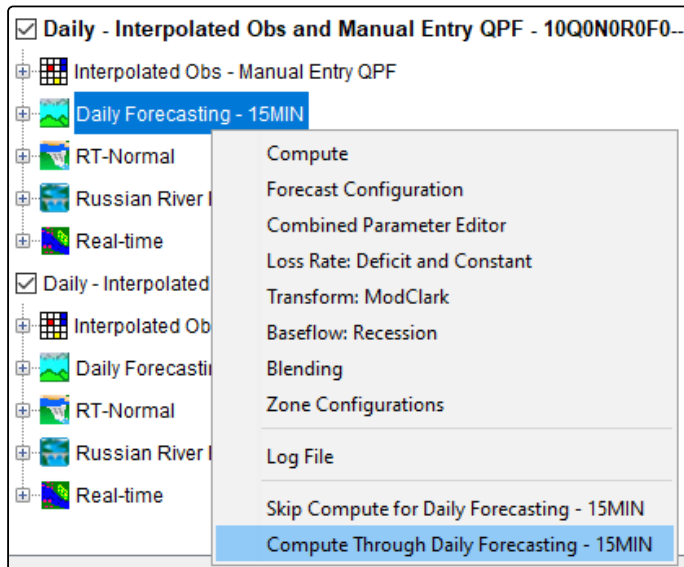 Daily - Interpolated Obs and Manual Entry QPF - 10Q0N0R0F0--
Interpolated Obs - Manual Entry QPF
Daily Forecasting - 15MIN
RT-Normal
Russian River
Real-time
Daily - Interpolated
Interpolated Ob
Daily Forecasti
RT-Normal
Russian River
Real-time
Compute
Forecast Configuration
Combined Parameter Editor
Loss Rate: Deficit and Constant
Transform: ModClark
Baseflow: Recession
Blending
Zone Configurations
Log File
Skip Compute for Daily Forecasting - 15MIN
Compute Through Daily Forecasting - 15MIN